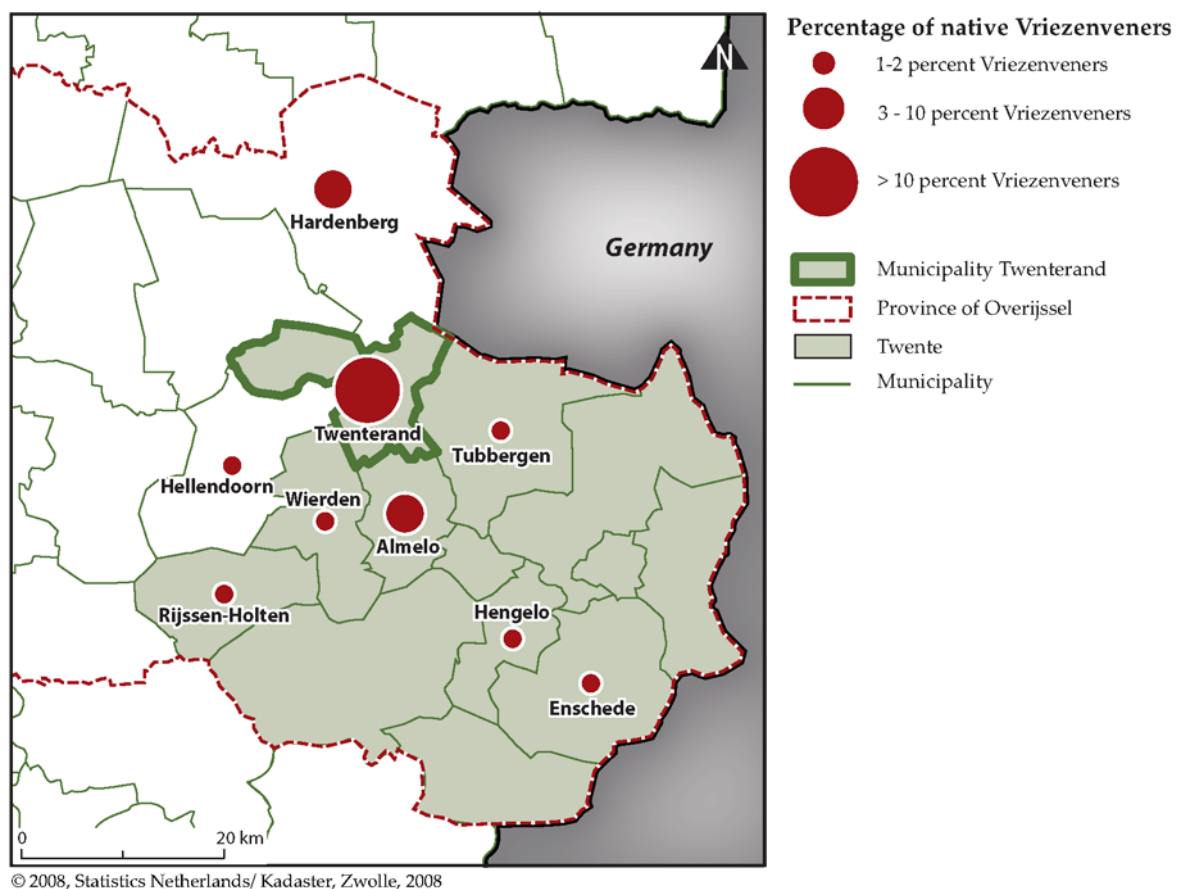 Percentage of native Vriezenveners
N
1-2 percent Vriezenveners
3 - 10 percent Vriezenveners
> 10 percent Vriezenveners
Hardenberg
Germany
Municipality Twenterand
Province of Overijssel
Twente
Municipality
Twenterand
Tubbergen
Hellendoorn
Wierden
Almelo
Rijssen-Holten
Hengelo
Enschede
0 20 km
© 2008, Statistics Netherlands/ Kadaster, Zwolle, 2008